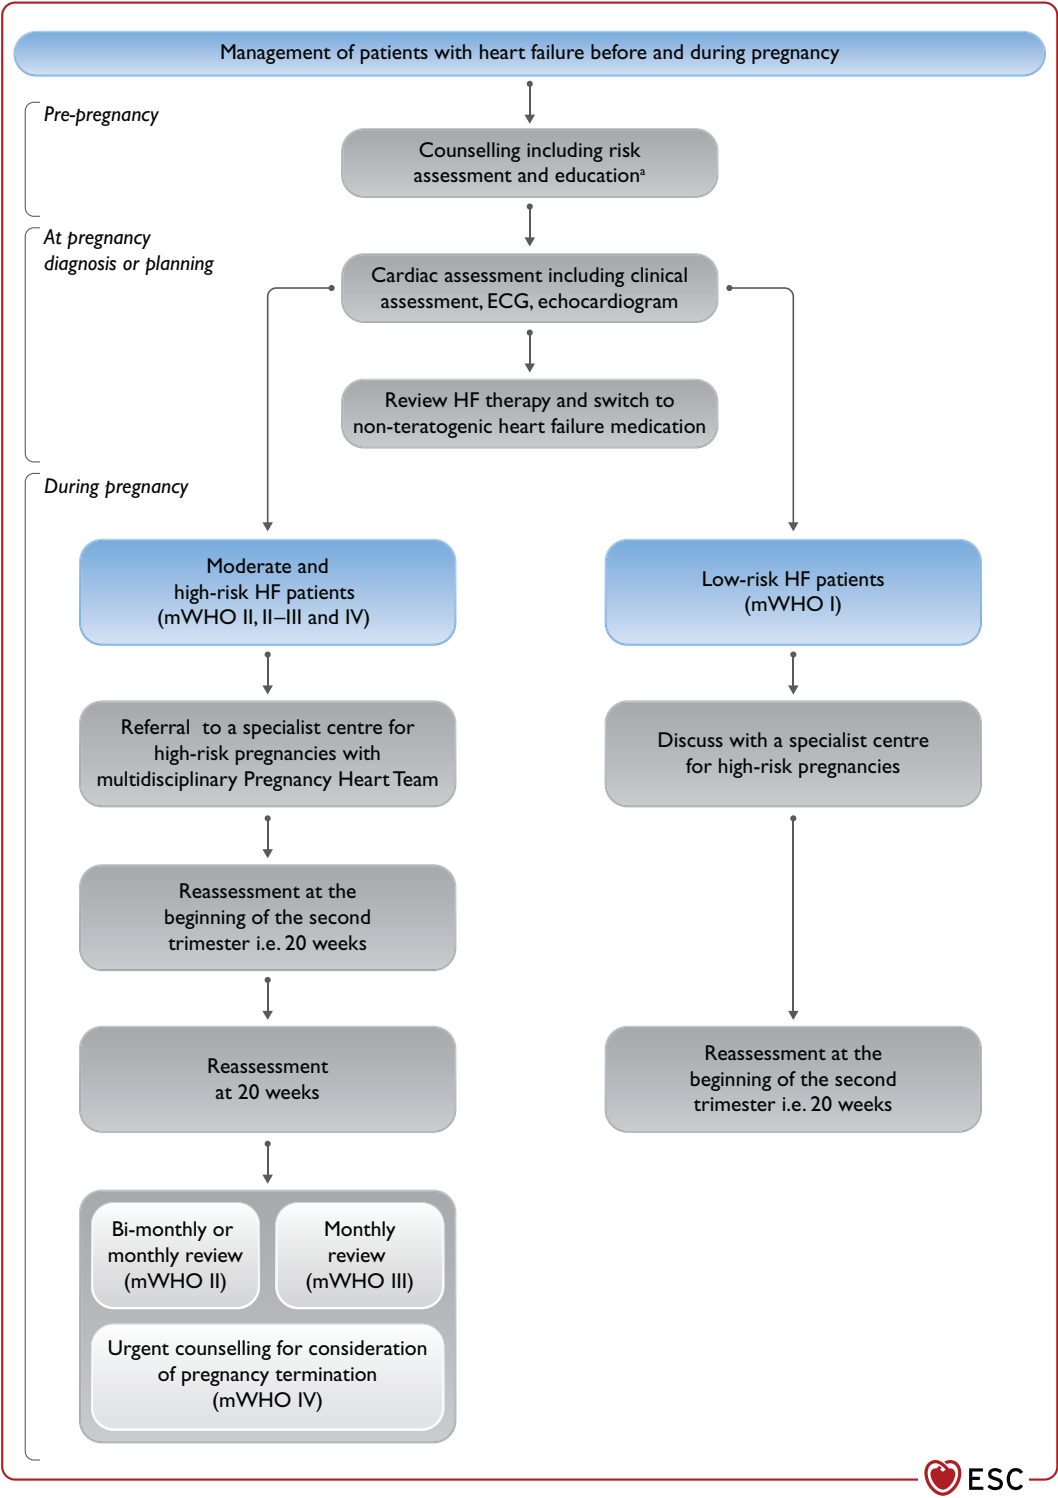 Management of patients with heart failure before and during pregnancy
Pre-pregnancy
Counselling including risk
assessment and educationᵃ
At pregnancy
diagnosis or planning
Cardiac assessment including clinical
assessment, ECG, echocardiogram
Review HF therapy and switch to
non-teratogenic heart failure medication
During pregnancy
Moderate and
high-risk HF patients
(mWHO II, II–III and IV)
Low-risk HF patients
(mWHO I)
Referral to a specialist centre for
high-risk pregnancies with
multidisciplinary Pregnancy Heart Team
Discuss with a specialist centre
for high-risk pregnancies
Reassessment at the
beginning of the second
trimester i.e. 20 weeks
Reassessment
at 20 weeks
Reassessment at the
beginning of the second
trimester i.e. 20 weeks
Bi-monthly or
monthly review
(mWHO II)
Monthly
review
(mWHO III)
Urgent counselling for consideration
of pregnancy termination
(mWHO IV)
ESC